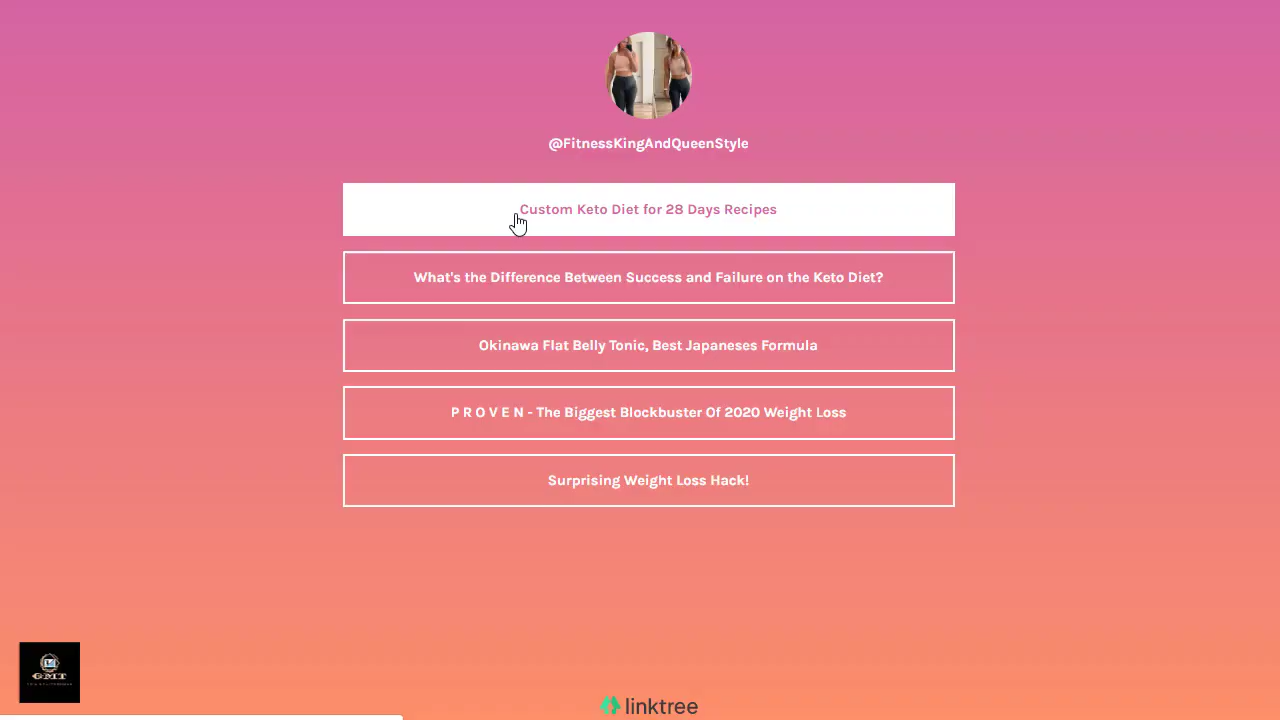 @FitnessKingAndQueenStyle
Custom Keto Diet for 28 Days Recipes
What's the Difference Between Success and Failure on the Keto Diet?
Okinawa Flat Belly Tonic, Best Japaneses Formula
P R O V E N - The Biggest Blockbuster Of 2020 Weight Loss
Surprising Weight Loss Hack!
GMT
linktree